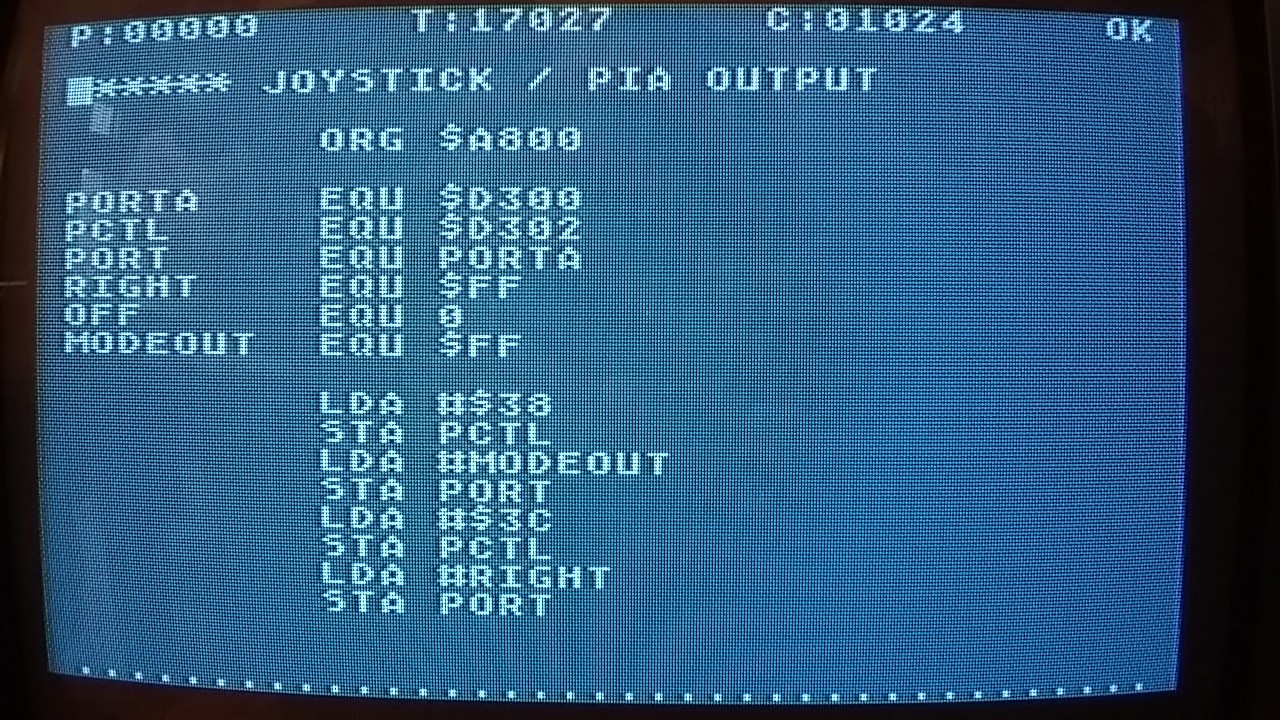 P:00000 T:17027 C:01024 OK
***** JOYSTICK / PIA OUTPUT
ORG $A800
PORTA EQU $D300
PCTL EQU $D302
PORT EQU PORTA
RIGHT EQU $FF
OFF EQU 0
MODEOUT EQU $FF
LDA #$38
STA PCTL
LDA #MODEOUT
STA PORT
LDA #$3C
STA PCTL
LDA #RIGHT
STA PORT